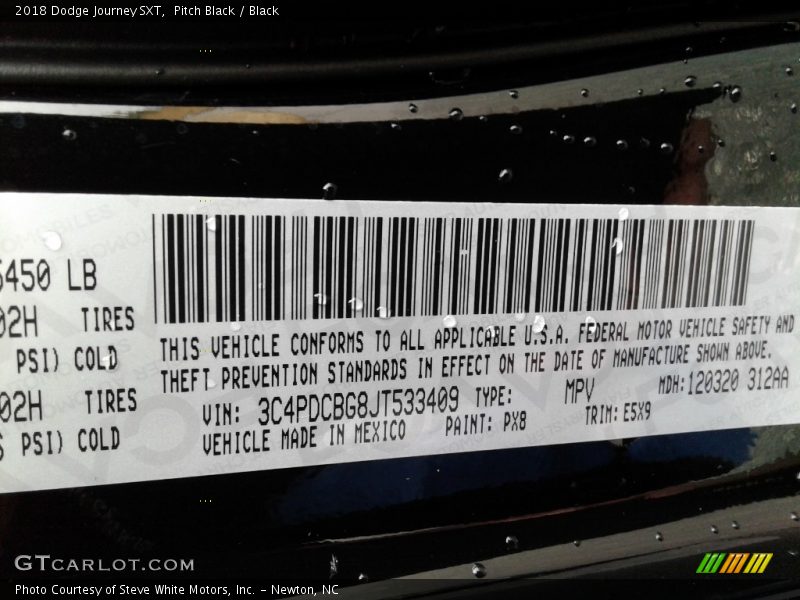 2018 Dodge Journey SXT,  Pitch Black / Black
5450 LB
02H TIRES
PSI) COLD
02H TIRES
PSI) COLD
THIS VEHICLE CONFORMS TO ALL APPLICABLE U.S.A. FEDERAL MOTOR VEHICLE SAFETY AND
THEFT PREVENTION STANDARDS IN EFFECT ON THE DATE OF MANUFACTURE SHOWN ABOVE.
VIN: 3C4PDCBG8JT533409 TYPE: MPV MDH: 120320 312AA
VEHICLE MADE IN MEXICO PAINT: PX8 TRIM: E5X9
GTCARLOT.COM
Photo Courtesy of Steve White Motors, Inc. – Newton, NC